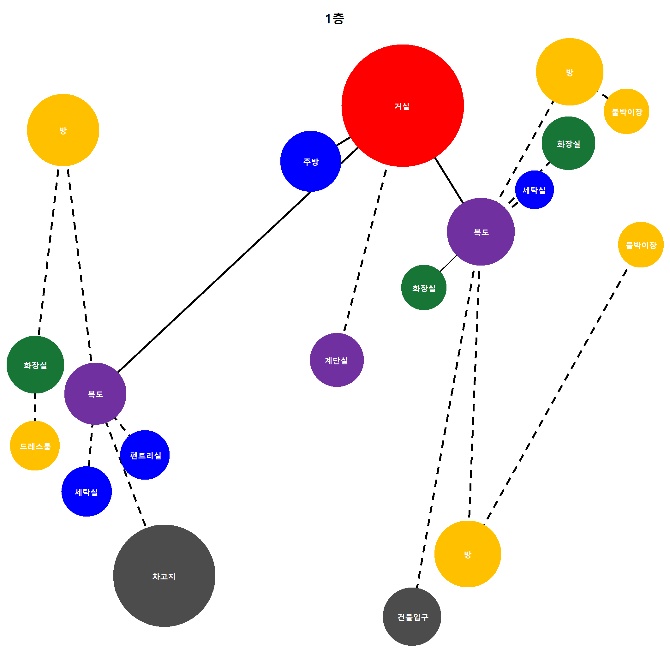 1층
방
거실
화장실
붙박이장
방
주방
세탁실
복도
붙박이장
화장실
계단실
화장실
복도
드레스룸
팬트리실
세탁실
방
차고지
건물입구